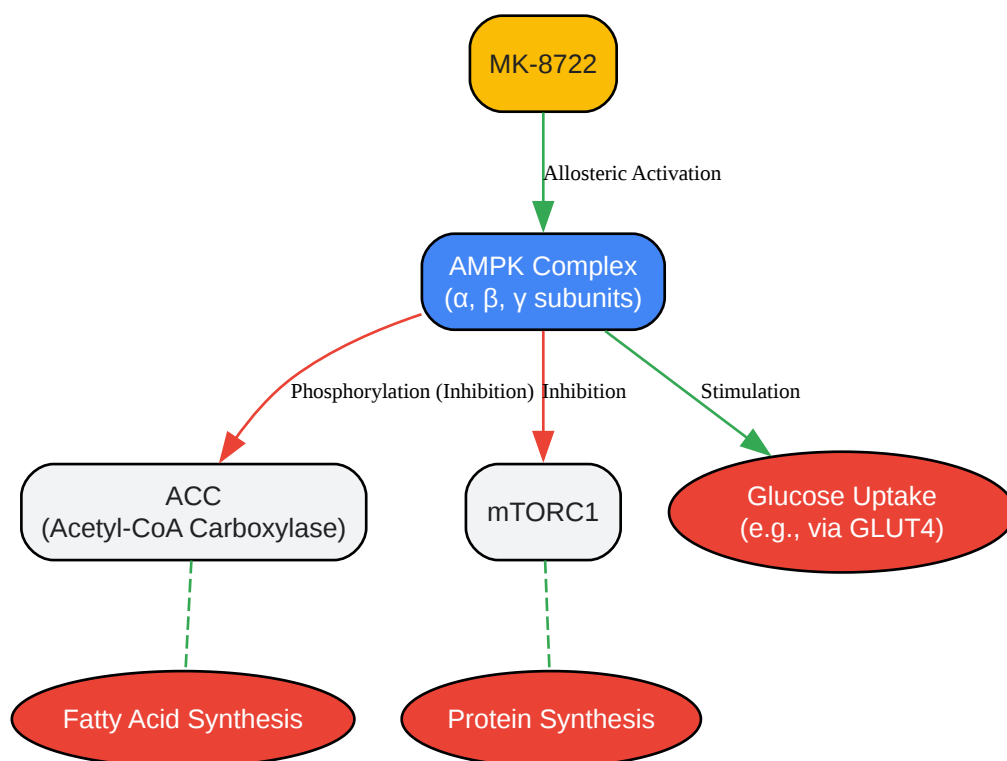 MK-8722
Allosteric Activation
AMPK Complex
(α, β, γ subunits)
Phosphorylation (Inhibition)
Inhibition
Stimulation
ACC
(Acetyl-CoA Carboxylase)
mTORC1
Glucose Uptake
(e.g., via GLUT4)
Fatty Acid Synthesis
Protein Synthesis